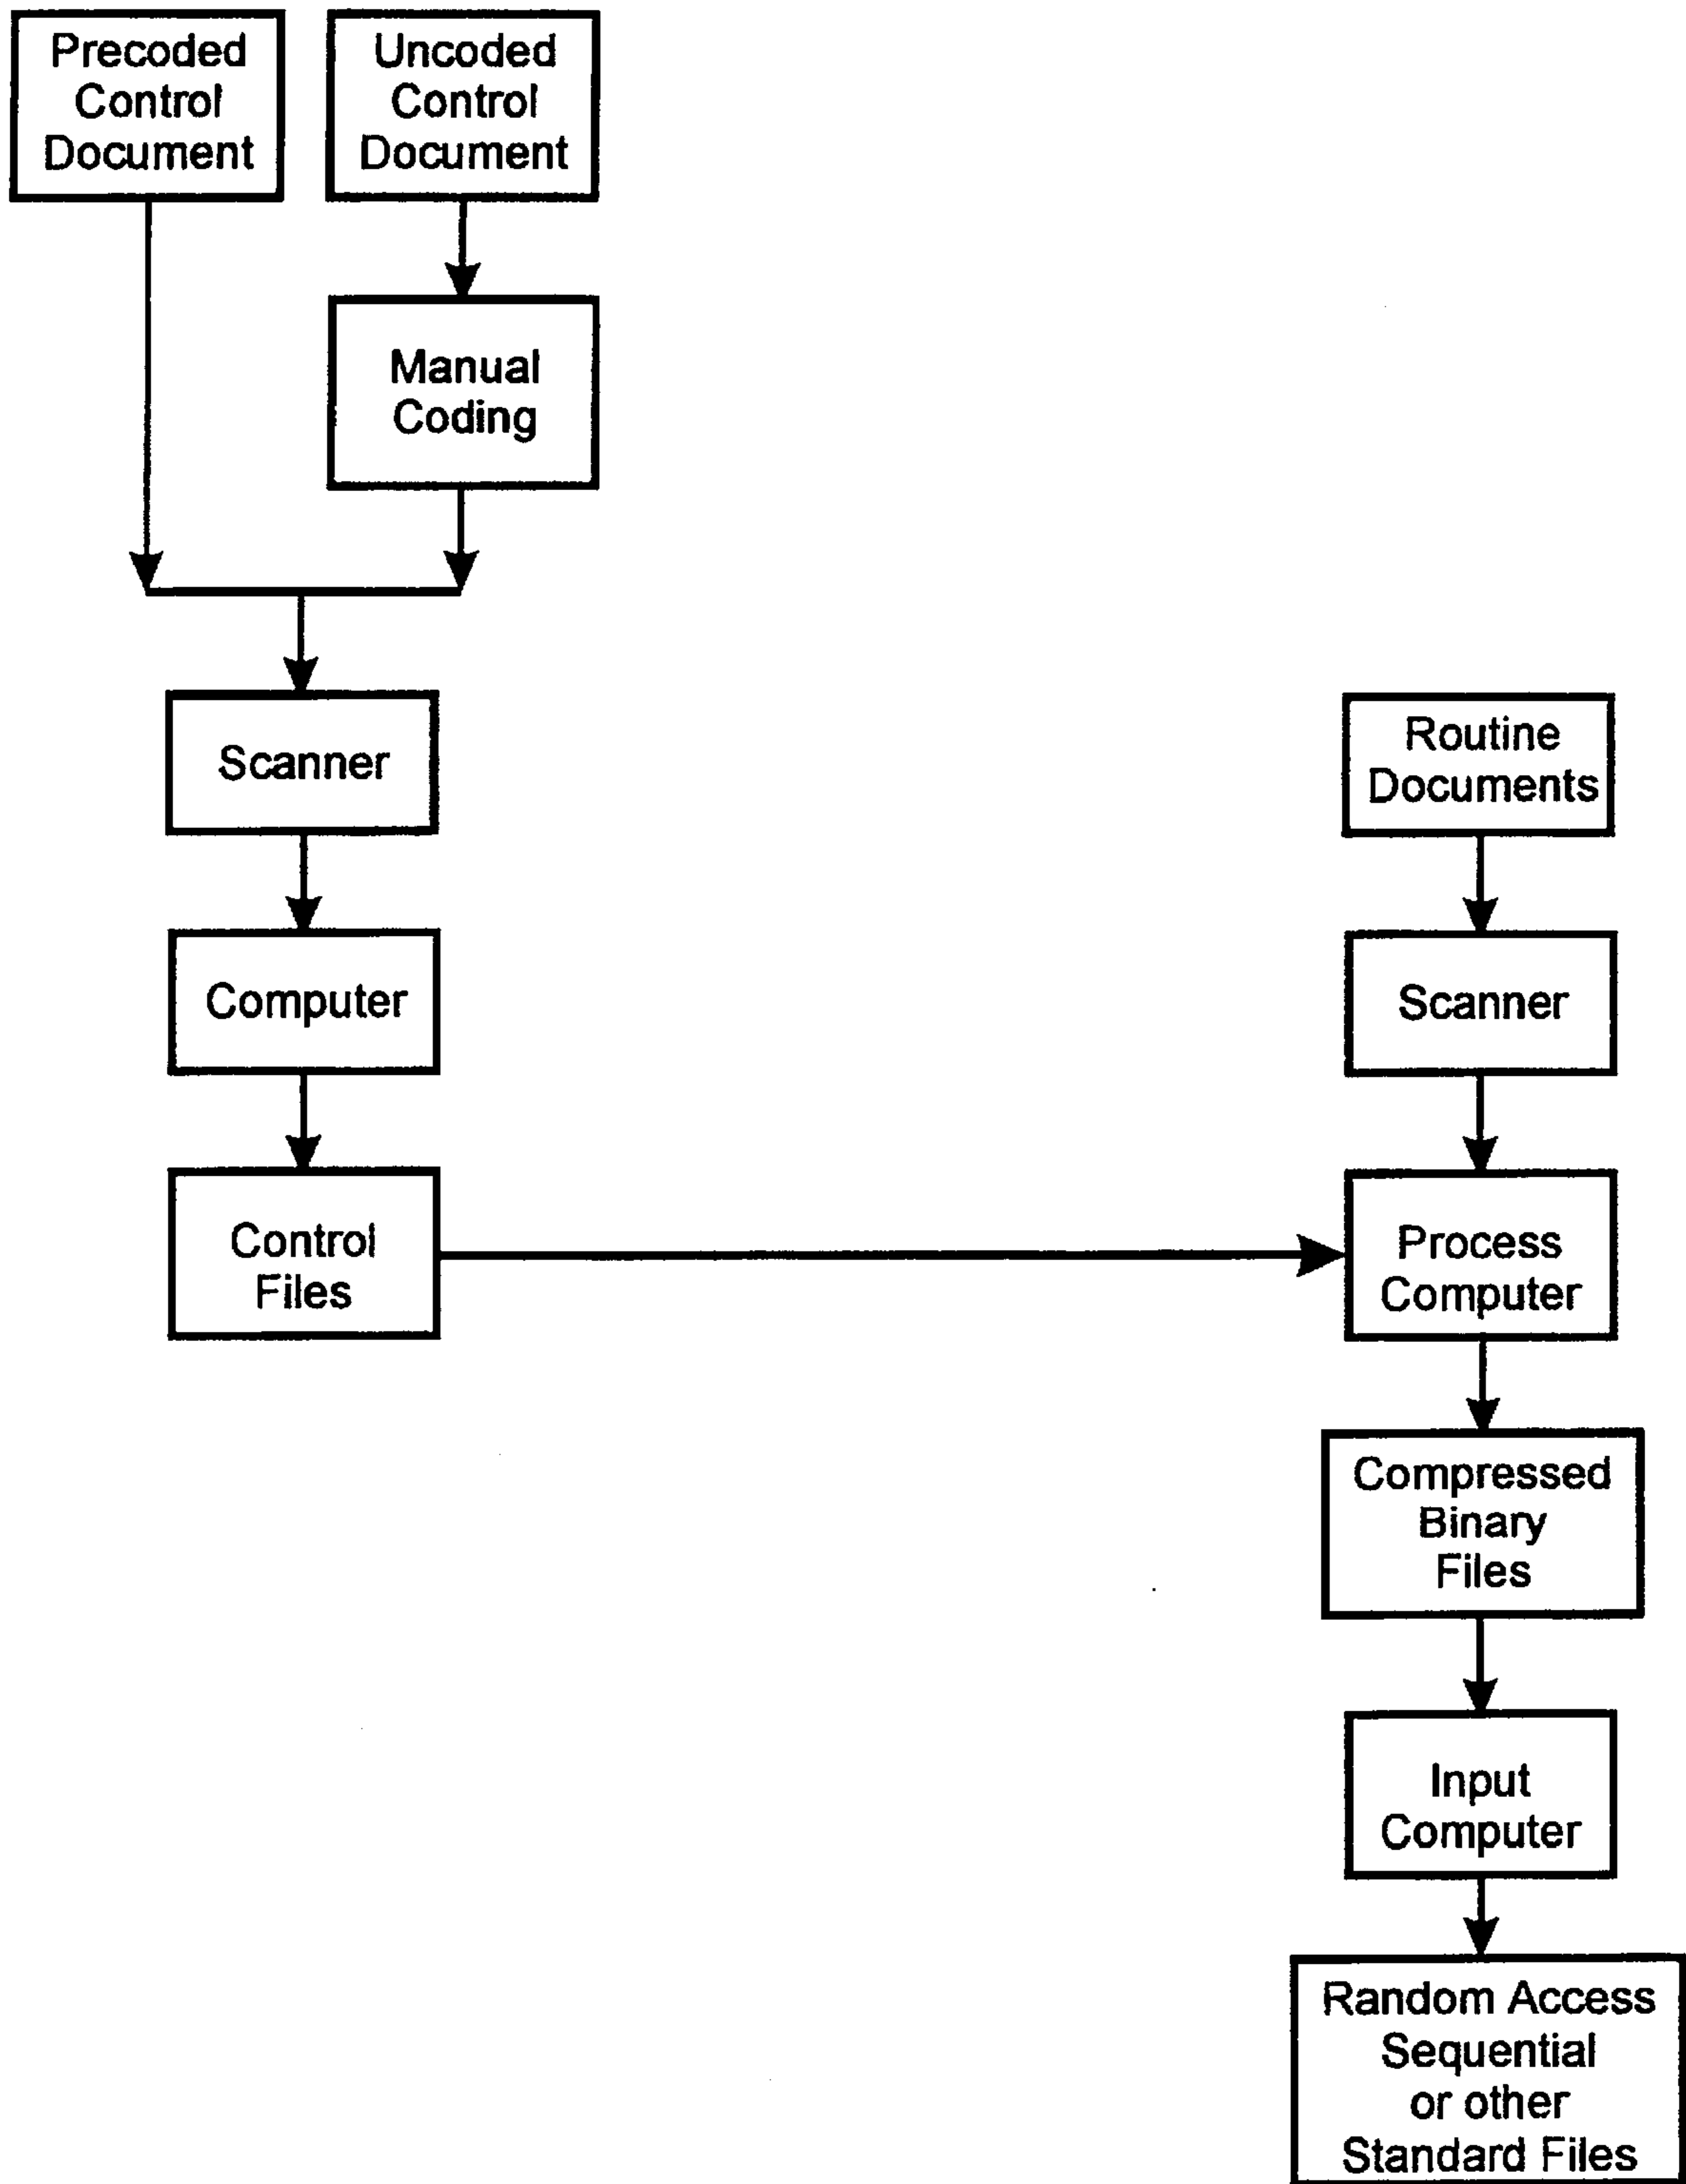 Precoded
Control
Document
Uncoded
Control
Document
Manual
Coding
Scanner
Computer
Control
Files
Routine
Documents
Scanner
Process
Computer
Compressed
Binary
Files
Input
Computer
Random Access
Sequential
or other
Standard Files